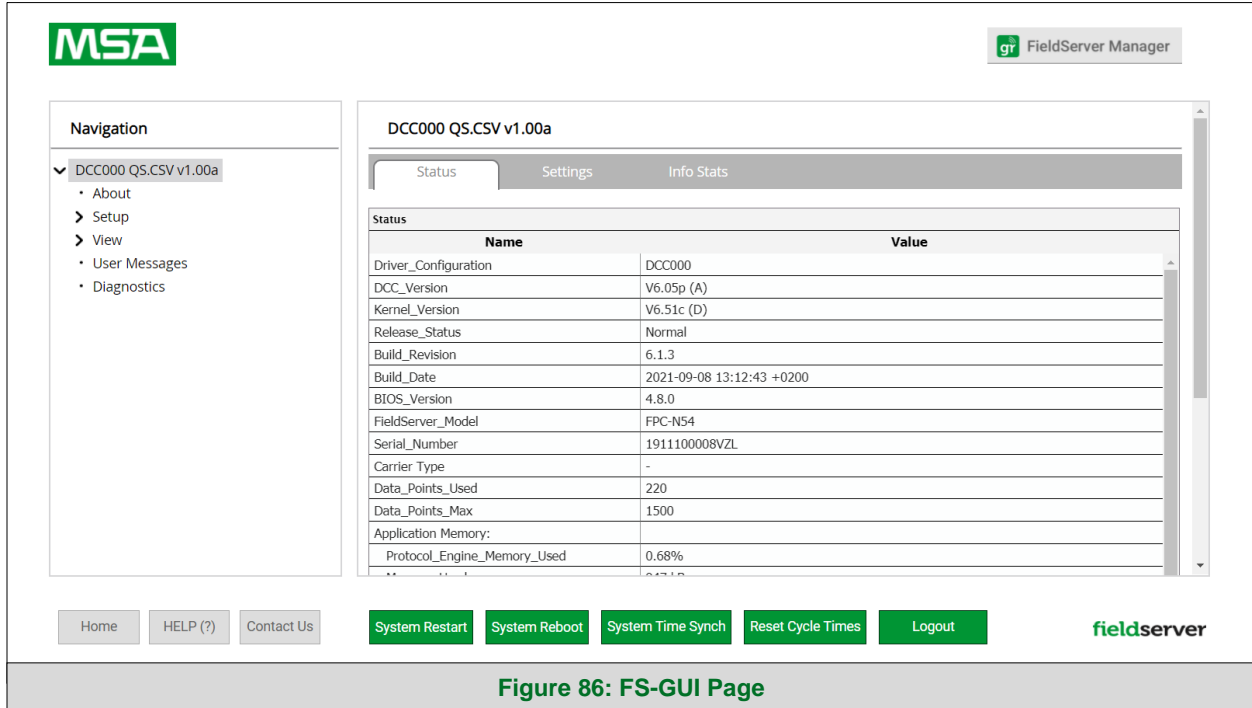 MSA
gr FieldServer Manager
Navigation
DCC000 QS.CSV v1.00a
About
Setup
View
User Messages
Diagnostics
DCC000 QS.CSV v1.00a
Status Settings Info Stats
Status
Name Value
Driver_Configuration DCC000
DCC_Version V6.05p (A)
Kernel_Version V6.51c (D)
Release_Status Normal
Build_Revision 6.1.3
Build_Date 2021-09-08 13:12:43 +0200
BIOS_Version 4.8.0
FieldServer_Model FPC-N54
Serial_Number 1911100008VZL
Carrier Type -
Data_Points_Used 220
Data_Points_Max 1500
Application Memory:
Protocol_Engine_Memory_Used 0.68%
Home HELP (?) Contact Us System Restart System Reboot System Time Synch Reset Cycle Times Logout fieldserver
Figure 86: FS-GUI Page